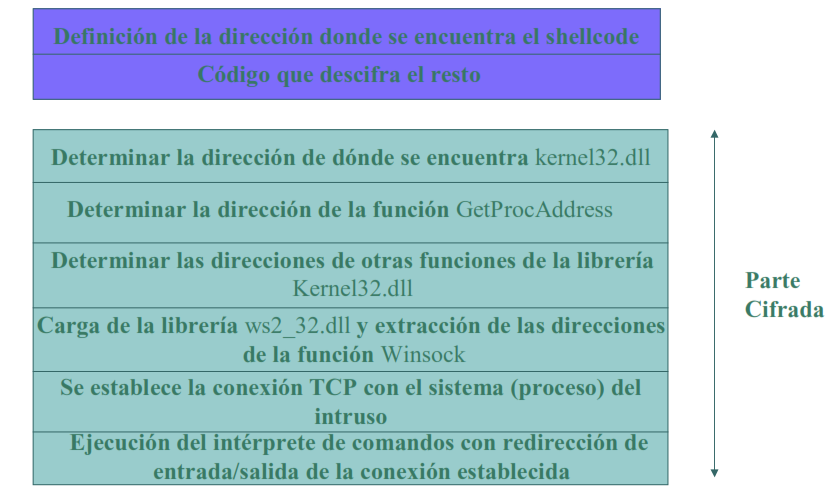 Definición de la dirección donde se encuentra el shellcode
Código que descifra el resto
Determinar la dirección de dónde se encuentra kernel32.dll
Determinar la dirección de la función GetProcAddress
Determinar las direcciones de otras funciones de la librería
Kernel32.dll
Carga de la librería ws2_32.dll y extracción de las direcciones
de la función Winsock
Se establece la conexión TCP con el sistema (proceso) del
intruso
Ejecución del intérprete de comandos con redirección de
entrada/salida de la conexión establecida
Parte
Cifrada